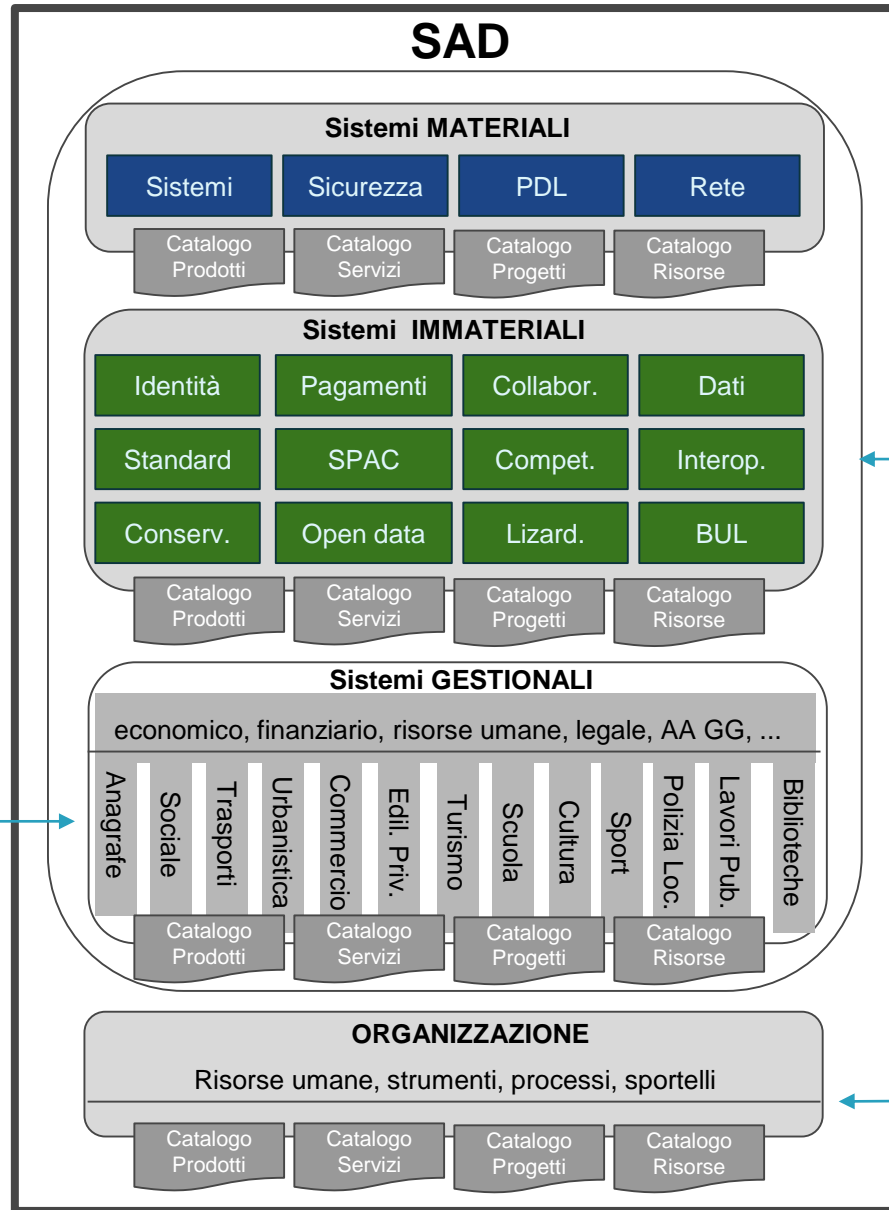 SAD
Sistemi MATERIALI
Sistemi
Sicurezza
PDL
Rete
Catalogo
Prodotti
Catalogo
Servizi
Catalogo
Progetti
Catalogo
Risorse
Sistemi IMMATERIALI
Identità
Pagamenti
Collabor.
Dati
Standard
SPAC
Compet.
Interop.
Conserv.
Open data
Lizard.
BUL
Catalogo
Prodotti
Catalogo
Servizi
Catalogo
Progetti
Catalogo
Risorse
Sistemi GESTIONALI
economico, finanziario, risorse umane, legale, AA GG, ...
Anagrafe
Sociale
Trasporti
Urbanistica
Commercio
Edil. Priv.
Turismo
Scuola
Cultura
Sport
Polizia Loc.
Lavori Pub.
Biblioteche
Catalogo
Prodotti
Catalogo
Servizi
Catalogo
Progetti
Catalogo
Risorse
ORGANIZZAZIONE
Risorse umane, strumenti, processi, sportelli
Catalogo
Prodotti
Catalogo
Servizi
Catalogo
Progetti
Catalogo
Risorse